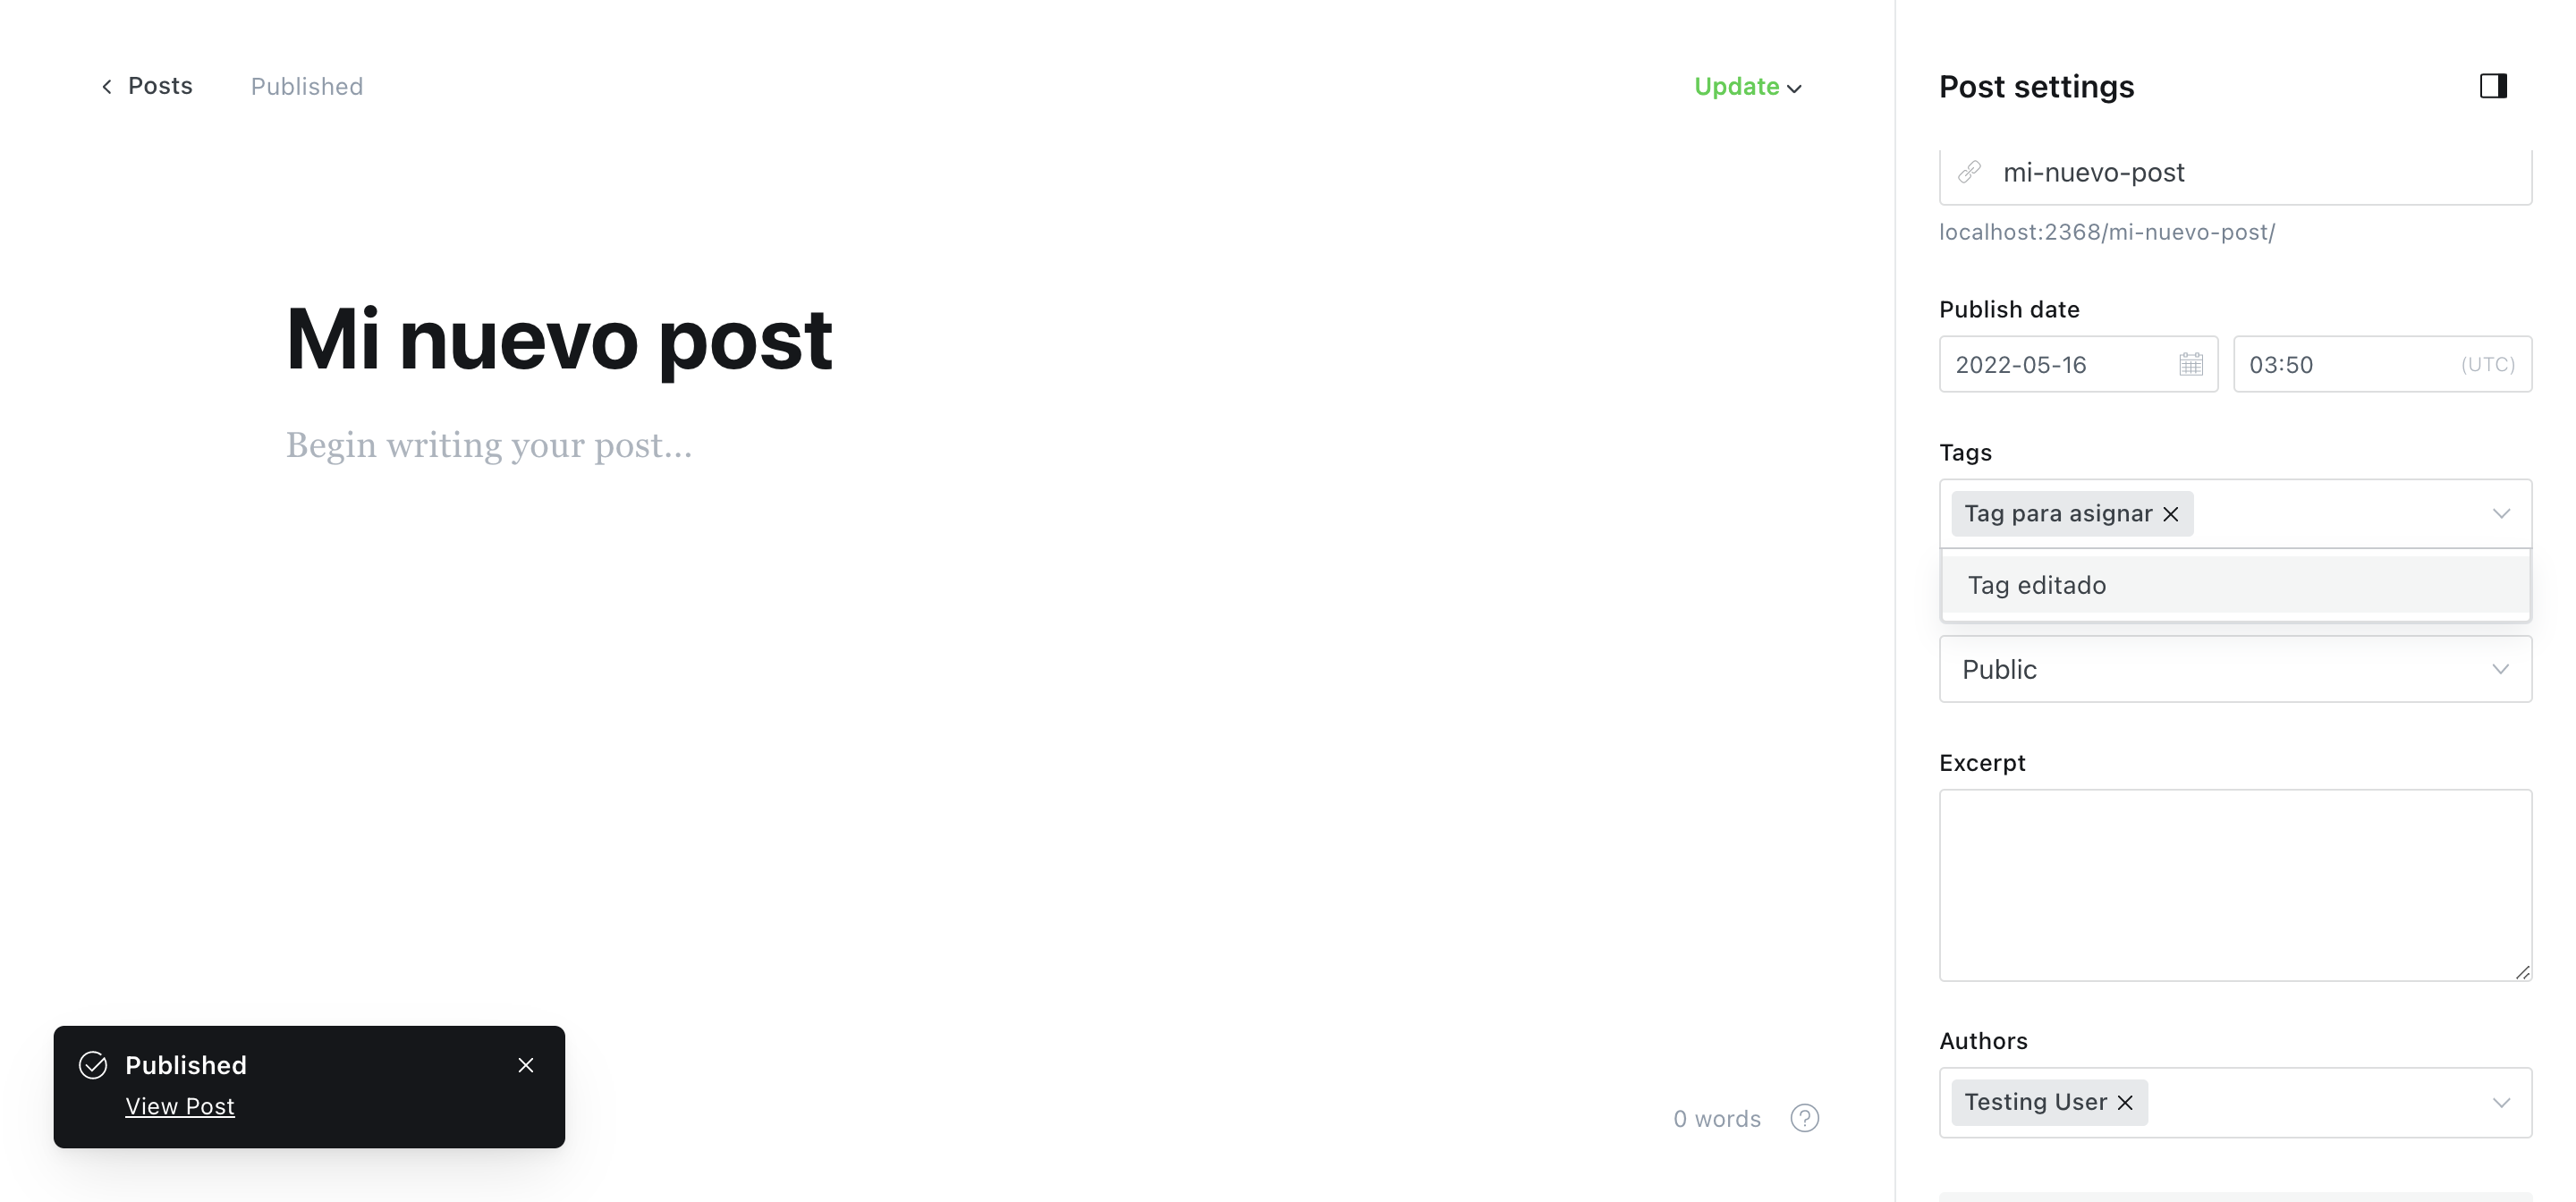 Posts
Published
Update
Mi nuevo post
Begin writing your post...
Published
View Post
0 words
?
Post settings
mi-nuevo-post
localhost:2368/mi-nuevo-post/
Publish date
2022-05-16
03:50
(UTC)
Tags
Tag para asignar
Tag editado
Public
Excerpt
Authors
Testing User